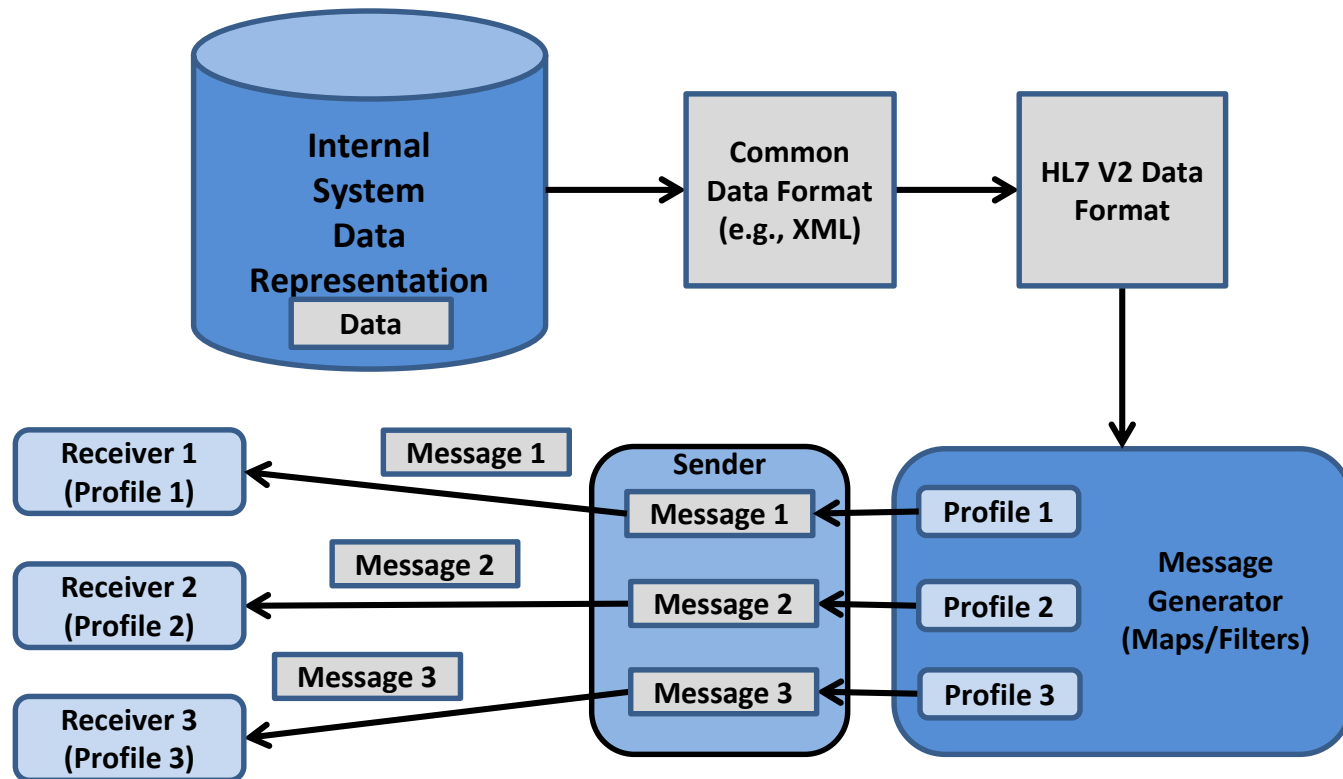 Internal
System
Data
Representation
Data
Common
Data Format
(e.g., XML)
HL7 V2 Data
Format
Receiver 1
(Profile 1)
Message 1
Sender
Message 1
Profile 1
Receiver 2
(Profile 2)
Message 2
Message 2
Profile 2
Message
Generator
(Maps/Filters)
Receiver 3
(Profile 3)
Message 3
Message 3
Profile 3